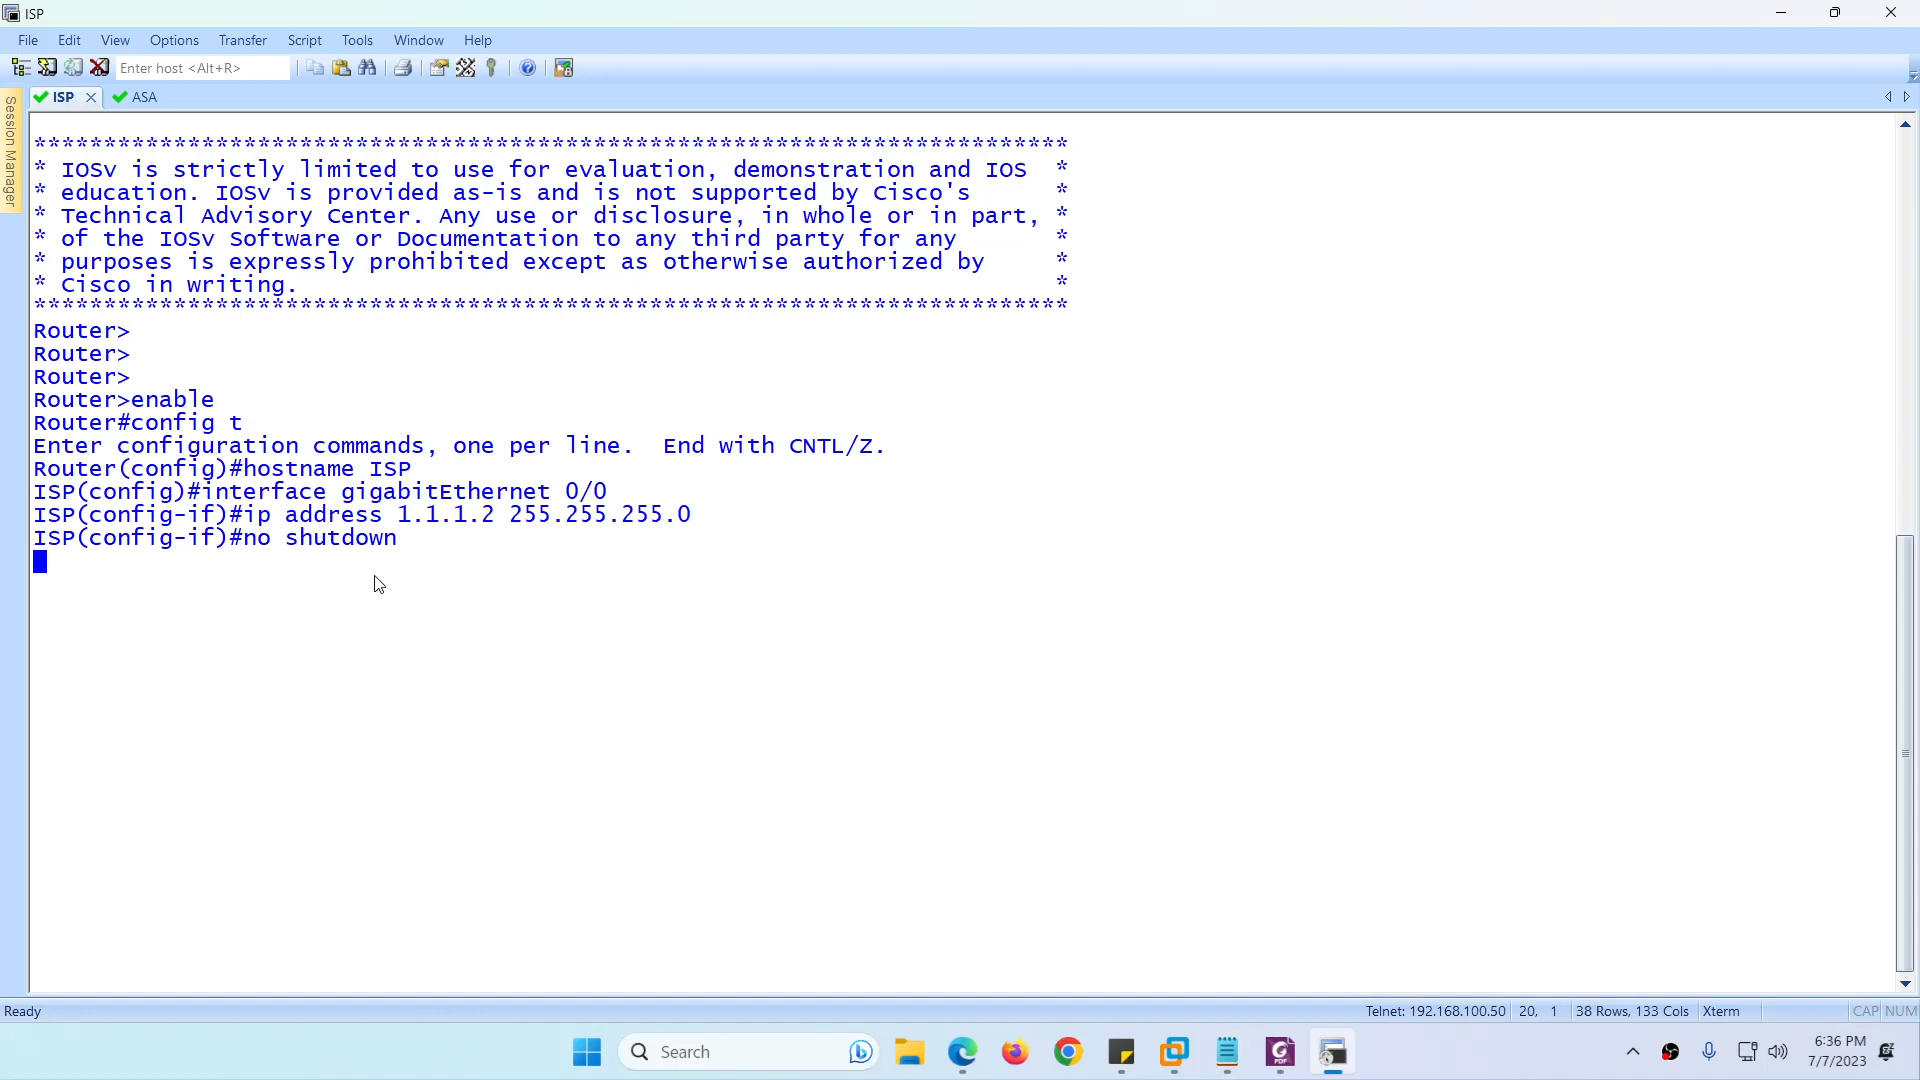 ISP
File Edit View Options Transfer Script Tools Window Help
Enter host <Alt+R>
Session Manager
ISP ASA
**************************************************************************
* IOSv is strictly limited to use for evaluation, demonstration and IOS  *
* education. IOSv is provided as-is and is not supported by Cisco's      *
* Technical Advisory Center. Any use or disclosure, in whole or in part, *
* of the IOSv Software or Documentation to any third party for any       *
* purposes is expressly prohibited except as otherwise authorized by     *
* Cisco in writing.                                                      *
**************************************************************************
Router>
Router>
Router>
Router>enable
Router#config t
Enter configuration commands, one per line.  End with CNTL/Z.
Router(config)#hostname ISP
ISP(config)#interface gigabitEthernet 0/0
ISP(config-if)#ip address 1.1.1.2 255.255.255.0
ISP(config-if)#no shutdown
Ready Telnet: 192.168.100.50 20, 1 38 Rows, 133 Cols Xterm CAP NUM
Search 6:36 PM
7/7/2023